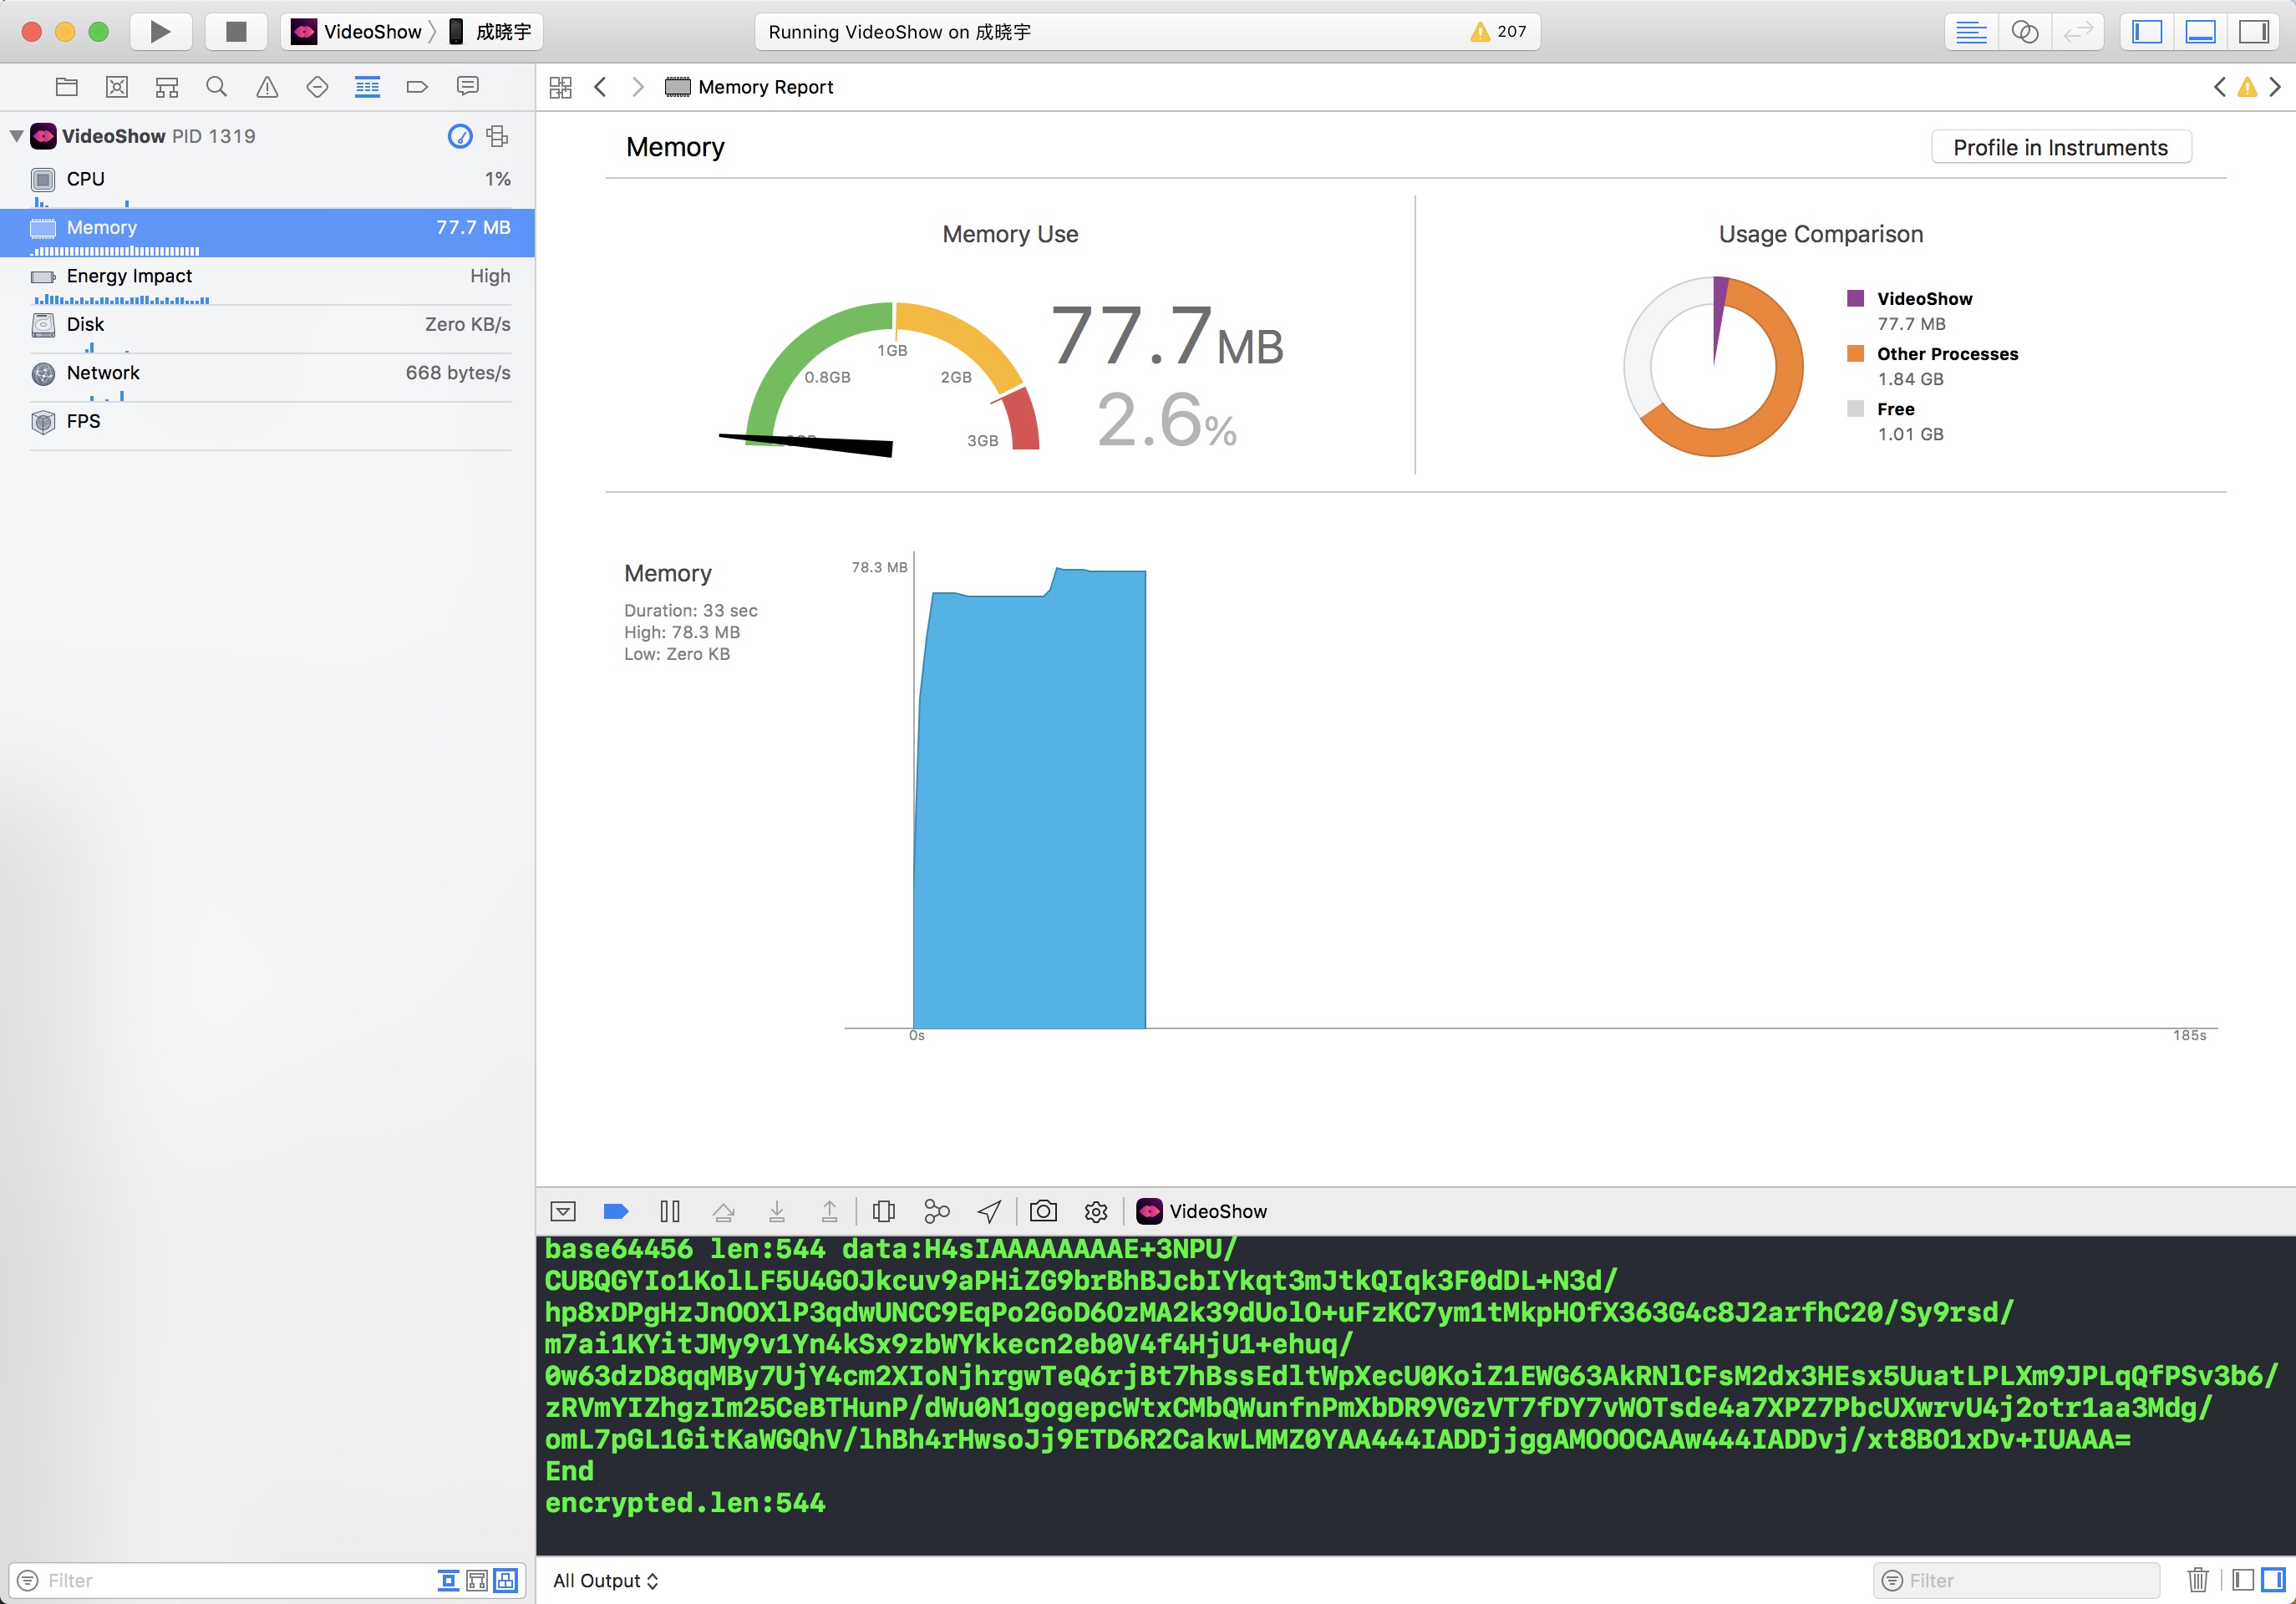 VideoShow 成晓宇
Running VideoShow on 成晓宇
207
Memory Report
VideoShow PID 1319
CPU 1%
Memory 77.7 MB
Energy Impact High
Disk Zero KB/s
Network 668 bytes/s
FPS
Memory
Profile in Instruments
Memory Use
Usage Comparison
1GB
0.8GB
2GB
3GB
77.7MB
2.6%
VideoShow
77.7 MB
Other Processes
1.84 GB
Free
1.01 GB
Memory
Duration: 33 sec
High: 78.3 MB
Low: Zero KB
78.3 MB
0s
185s
VideoShow
base64456 len:544 data:H4sIAAAAAAAAE+3NPU/
CUBQGYIo1KolLF5U4GOJkcuv9aPHiZG9brBhBJcbIYkqt3mJtkQIqk3F0dDL+N3d/
hp8xDPgHzJnOOXlP3qdwUNCC9EqPo2GoD6OzMA2k39dUolO+uFzKC7ym1tMkpHOfX363G4c8J2arfhC20/Sy9rsd/
m7ai1KYitJMy9v1Yn4kSx9zbWYkkecn2eb0V4f4HjU1+ehuq/
0w63dzD8qqMBy7UjY4cm2XIoNjhrgwTeQ6rjBt7hBssEdltWpXecU0KoiZ1EWG63AkRNlCFsM2dx3HEsx5UuatLPLXm9JPLqQfPSv3b6/
zRVmYIZhgzIm25CeBTHunP/dWu0N1gogepcWtxCMbQWunfnPmXbDR9VGzVT7fDY7vWOTsde4a7XPZ7PbcUXwrvU4j2otr1aa3Mdg/
omL7pGL1GitKaWGQhV/lhBh4rHwsoJj9ETD6R2CakwLMMZ0YAA444IADDjjggAMOOOCAAw444IADDvj/xt8BO1xDv+IUAAA=
End
encrypted.len:544
Filter
All Output
Filter